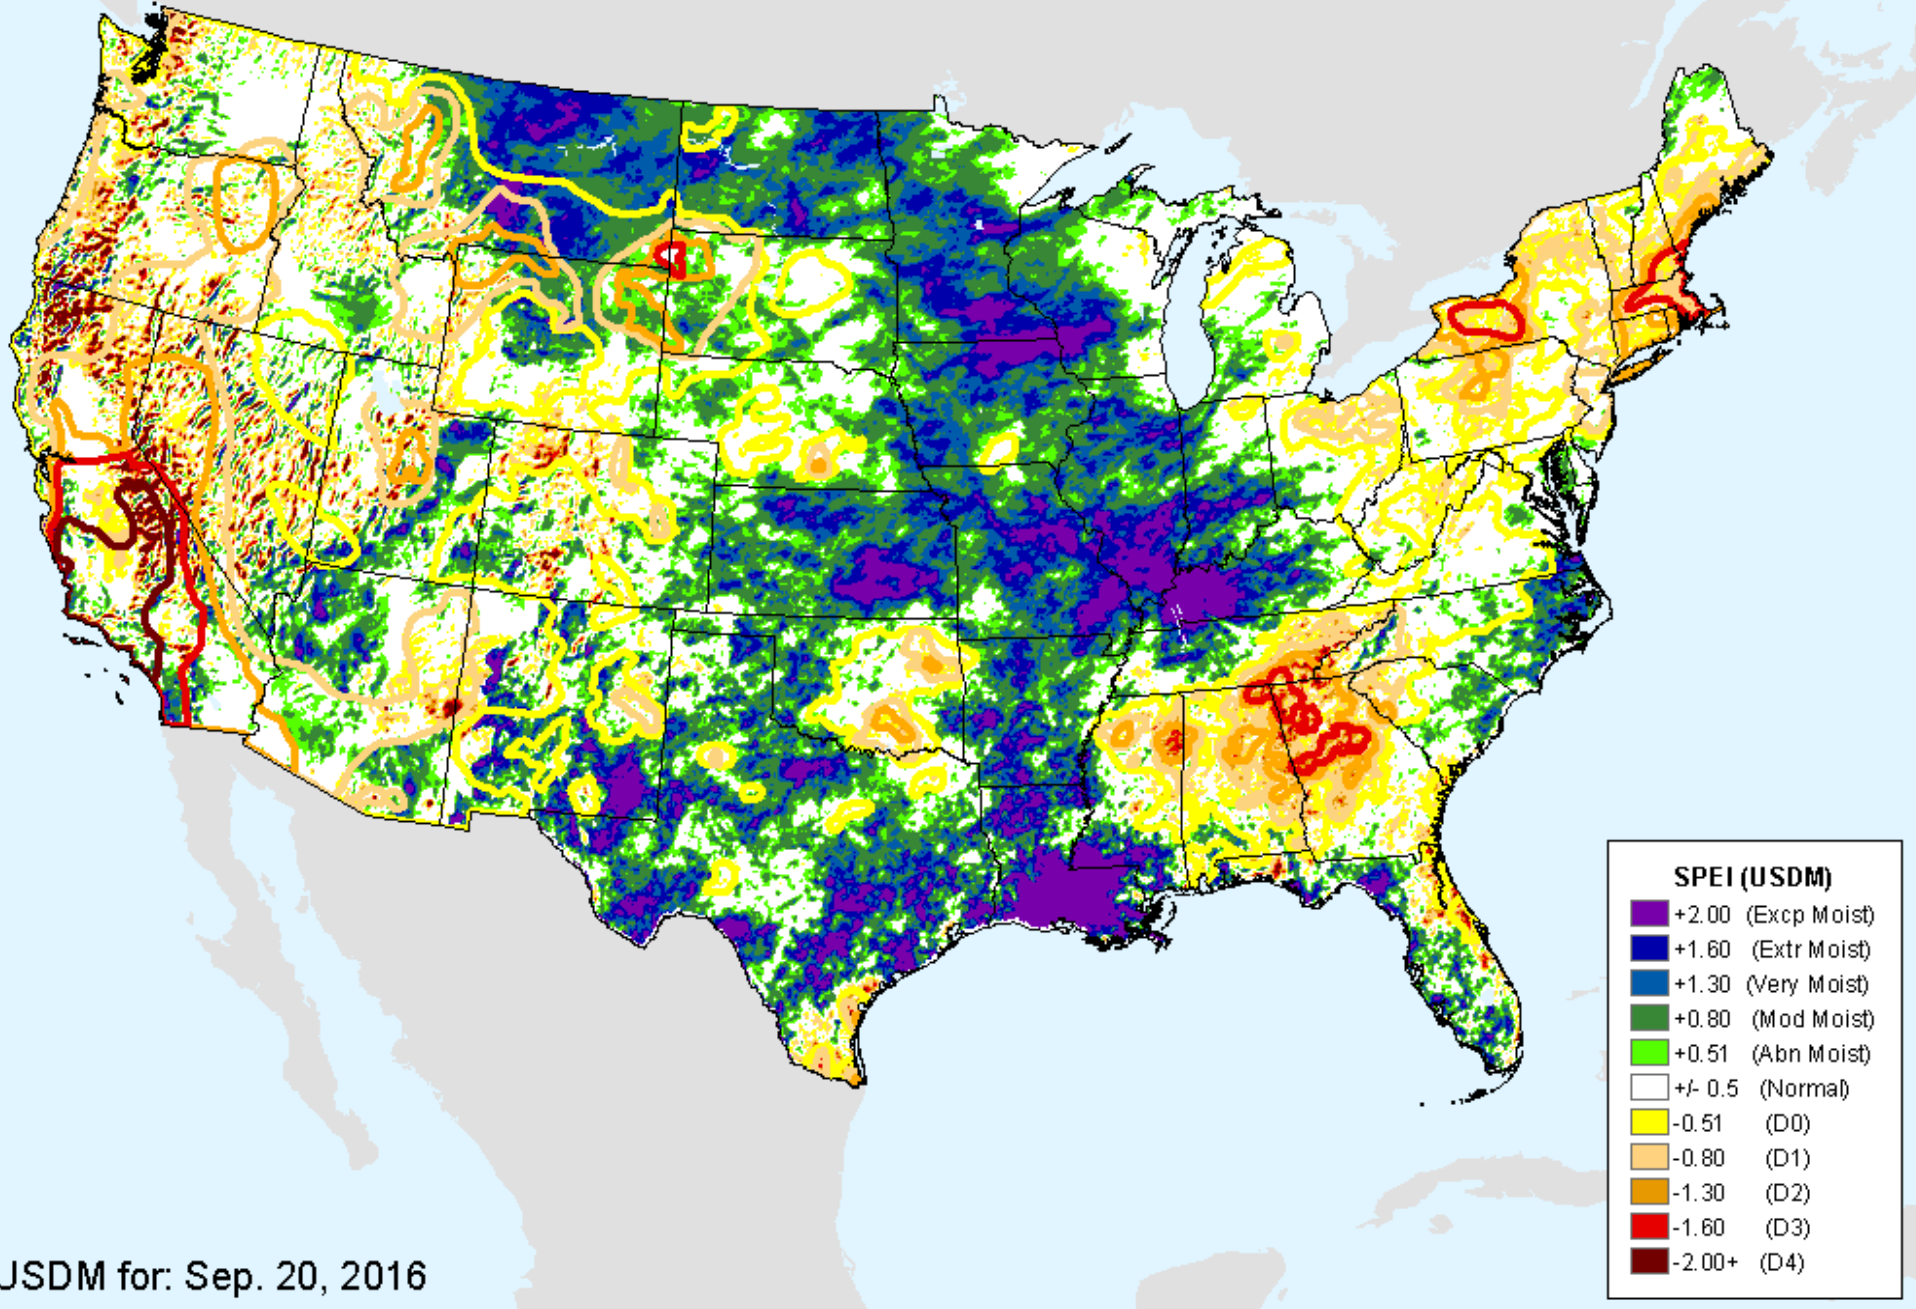 SPEI (USDM)
+2.00 (Excp Moist)
+1.60 (Extr Moist)
+1.30 (Very Moist)
+0.80 (Mod Moist)
+0.51 (Abn Moist)
+/- 0.5 (Normal)
-0.51 (D0)
-0.80 (D1)
-1.30 (D2)
-1.60 (D3)
-2.00+ (D4)
USDM for: Sep. 20, 2016